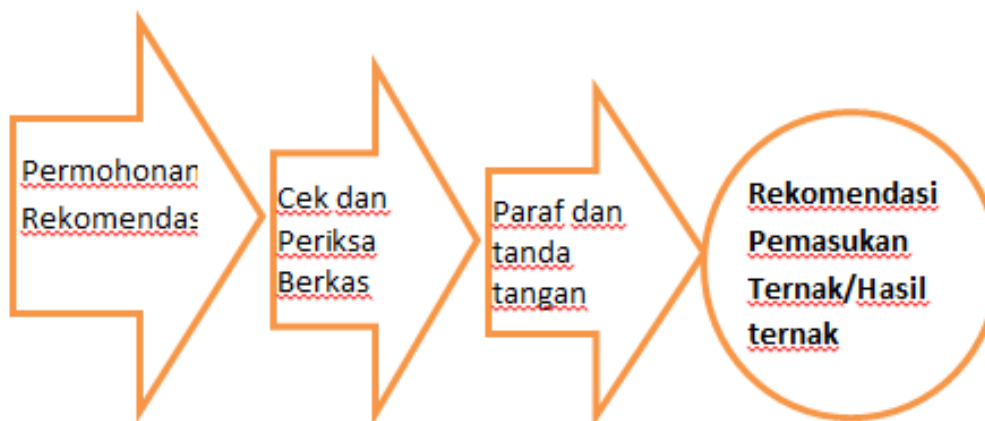 Permohonan
Rekomendas
Cek dan
Periksa
Berkas
Paraf dan
tanda
tangan
Rekomendasi
Pemasukan
Ternak/Hasil
ternak